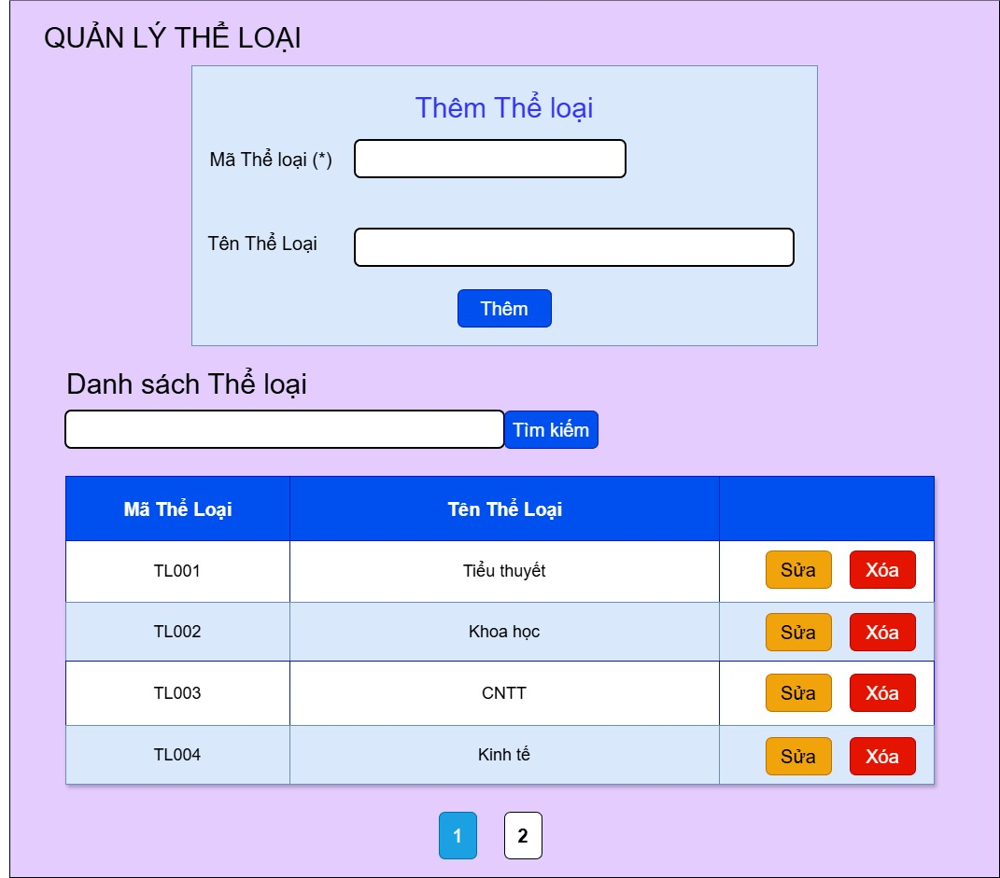 QUẢN LÝ THỂ LOẠI
Thêm Thể loại
Mã Thể loại (*)
Tên Thể Loại
Thêm
Danh sách Thể loại
Tìm kiếm
Mã Thể Loại Tên Thể Loại
TL001 Tiểu thuyết Sửa Xóa
TL002 Khoa học Sửa Xóa
TL003 CNTT Sửa Xóa
TL004 Kinh tế Sửa Xóa
1 2